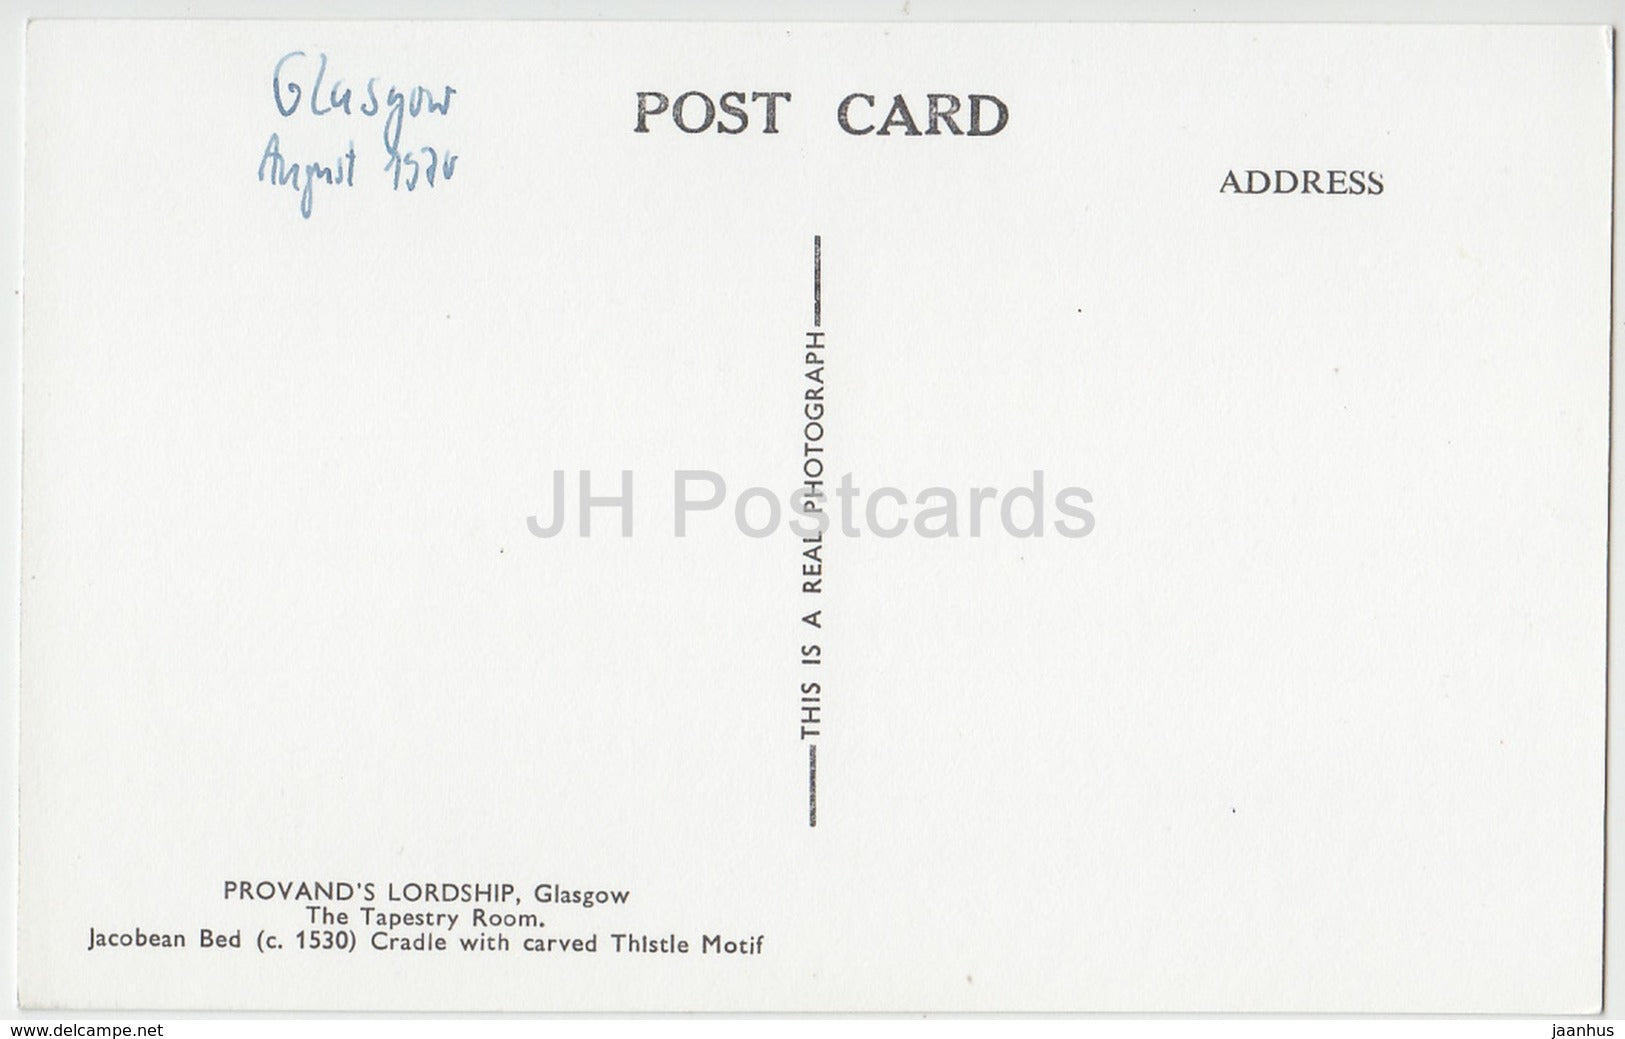 Glasgow
August 1970
POST CARD
ADDRESS
THIS IS A REAL PHOTOGRAPH
JH Postcards
PROVAND'S LORDSHIP, Glasgow
The Tapestry Room.
Jacobean Bed (c. 1530) Cradle with carved Thistle Motif
www.delcampe.net
jaanhus